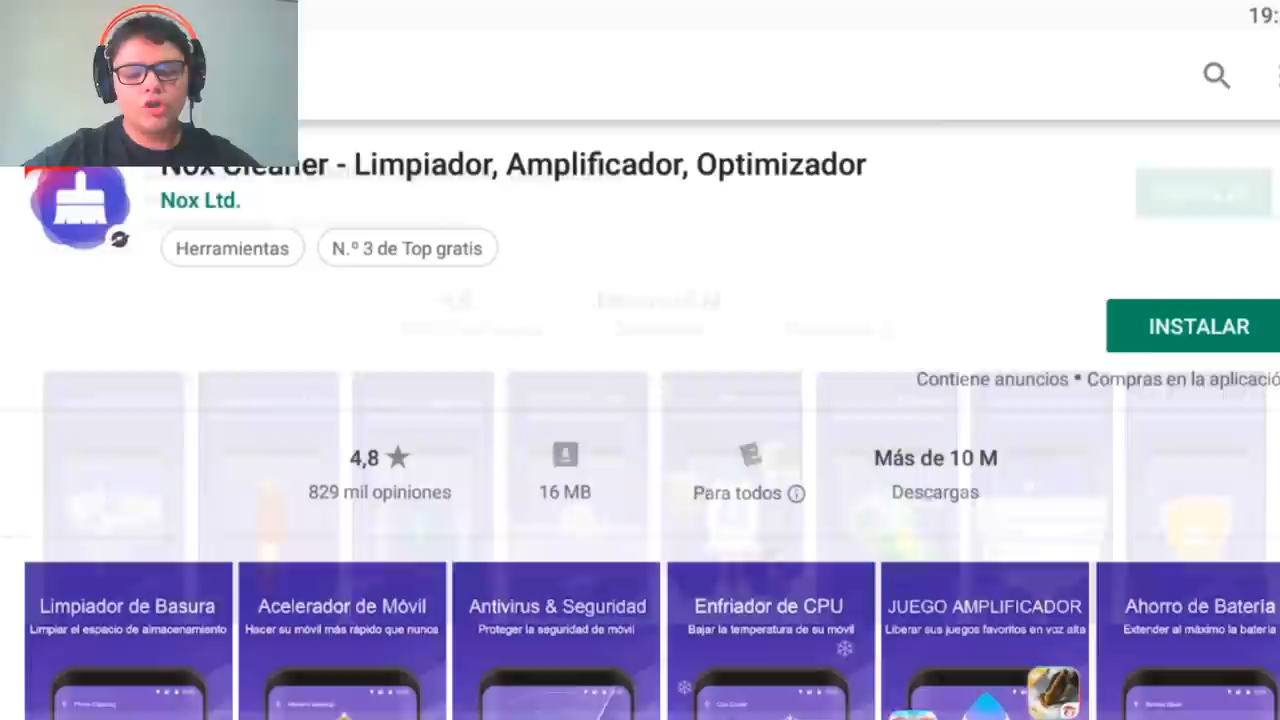 19:
Nox Cleaner - Limpiador, Amplificador, Optimizador
Nox Ltd.
Herramientas
N.º 3 de Top gratis
INSTALAR
Contiene anuncios • Compras en la aplicació
4,8 ★
829 mil opiniones
16 MB
Para todos
Más de 10 M
Descargas
Limpiador de Basura
Limpiar el espacio de almacenamiento
Acelerador de Móvil
Hacer su móvil más rápido que nunca
Antivirus & Seguridad
Proteger la seguridad de móvil
Enfriador de CPU
Bajar la temperatura de su móvil
JUEGO AMPLIFICADOR
Liberar sus juegos favoritos en voz alta
Ahorro de Batería
Extender al máximo la batería